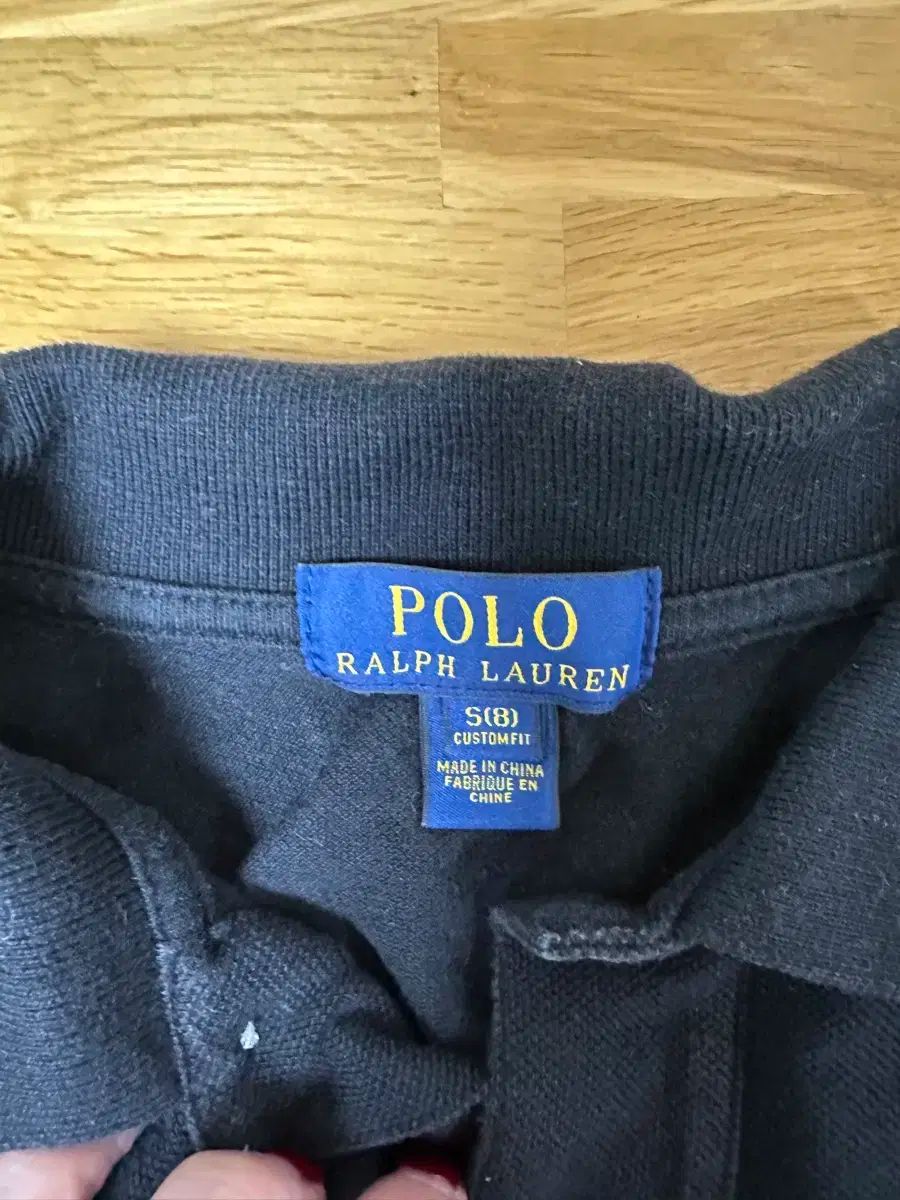 POLO
RALPH LAUREN
S(8)
CUSTOM FIT
MADE IN CHINA
FABRIQUE EN
CHINE